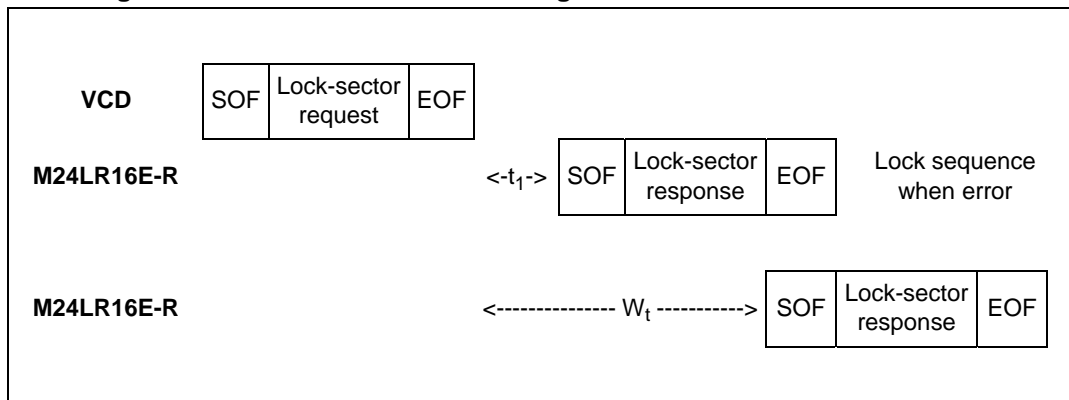 VCD SOF Lock-sector request EOF
M24LR16E-R <-t1-> SOF Lock-sector response EOF Lock sequence when error
M24LR16E-R <--------------- Wt -----------> SOF Lock-sector response EOF